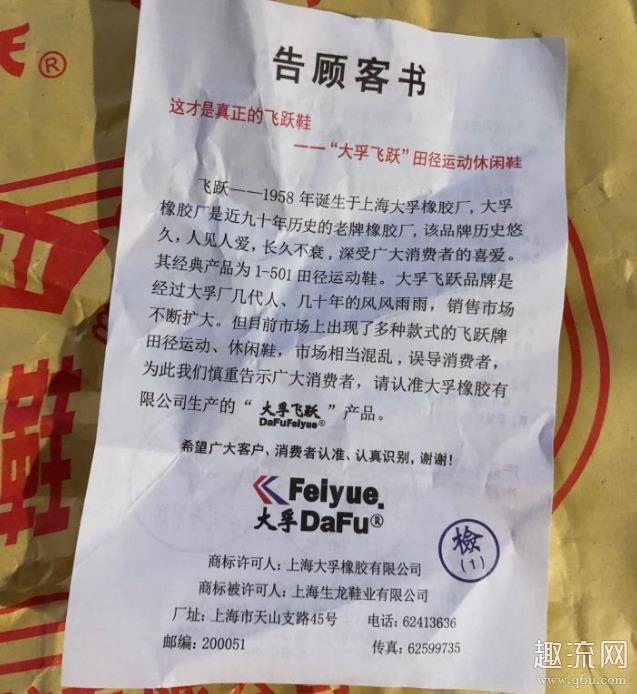 告顾客书
这才是真正的飞跃鞋
——“大孚飞跃”田径运动休闲鞋
飞跃——1958 年诞生于上海大孚橡胶厂, 大孚
橡胶厂是近九十年历史的老牌橡胶厂, 该品牌历史悠
久, 人见人爱, 长久不衰, 深受广大消费者的喜爱。
其经典产品为 1-501 田径运动鞋。大孚飞跃品牌是
经过大孚厂几代人、几十年的风风雨雨, 销售市场
不断扩大。但目前市场上出现了多种款式的飞跃牌
田径运动、休闲鞋, 市场相当混乱, 误导消费者,
为此我们慎重告示广大消费者, 请认准大孚橡胶有
限公司生产的“ 大孚飞跃 DaFuFeiyue® ”产品。
希望广大客户、消费者认准、认真识别, 谢谢!
Feiyue.
大孚DaFu®
檢
(1)
商标许可人: 上海大孚橡胶有限公司
商标被许可人: 上海生龙鞋业有限公司
厂址: 上海市天山支路45号 电话: 62413636
邮编: 200051 传真: 62599735
®
鞋
趣流网
www.q6u.com